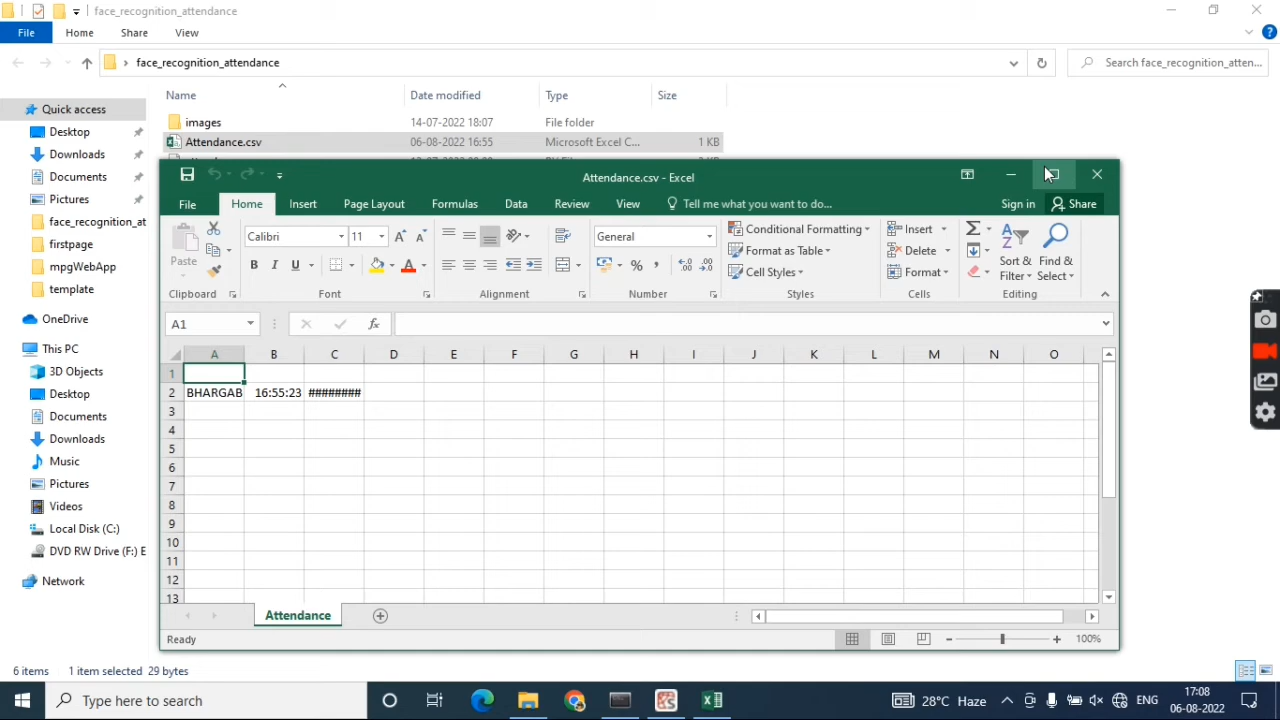 face_recognition_attendance
File Home Share View
face_recognition_attendance
Search face_recognition_atten...
Name Date modified Type Size
Quick access
images 14-07-2022 18:07 File folder
Desktop
Attendance.csv 06-08-2022 16:55 Microsoft Excel C... 1 KB
Downloads
Documents
Pictures
face_recognition_at
firstpage
mpgWebApp
template
OneDrive
This PC
3D Objects
Desktop
Documents
Downloads
Music
Pictures
Videos
Local Disk (C:)
DVD RW Drive (F:) E
Network
Attendance.csv - Excel
File Home Insert Page Layout Formulas Data Review View Tell me what you want to do... Sign in Share
Paste
Calibri 11
General
Conditional Formatting
Format as Table
Cell Styles
Insert
Delete
Format
Sort & Filter
Find & Select
Clipboard Font Alignment Number Styles Cells Editing
A1 fx
A B C D E F G H I J K L M N O
1
2 BHARGAB 16:55:23 ########
3
4
5
6
7
8
9
10
11
12
13
Attendance
Ready 100%
6 items 1 item selected 29 bytes
Type here to search
28°C Haze
ENG
17:08
06-08-2022